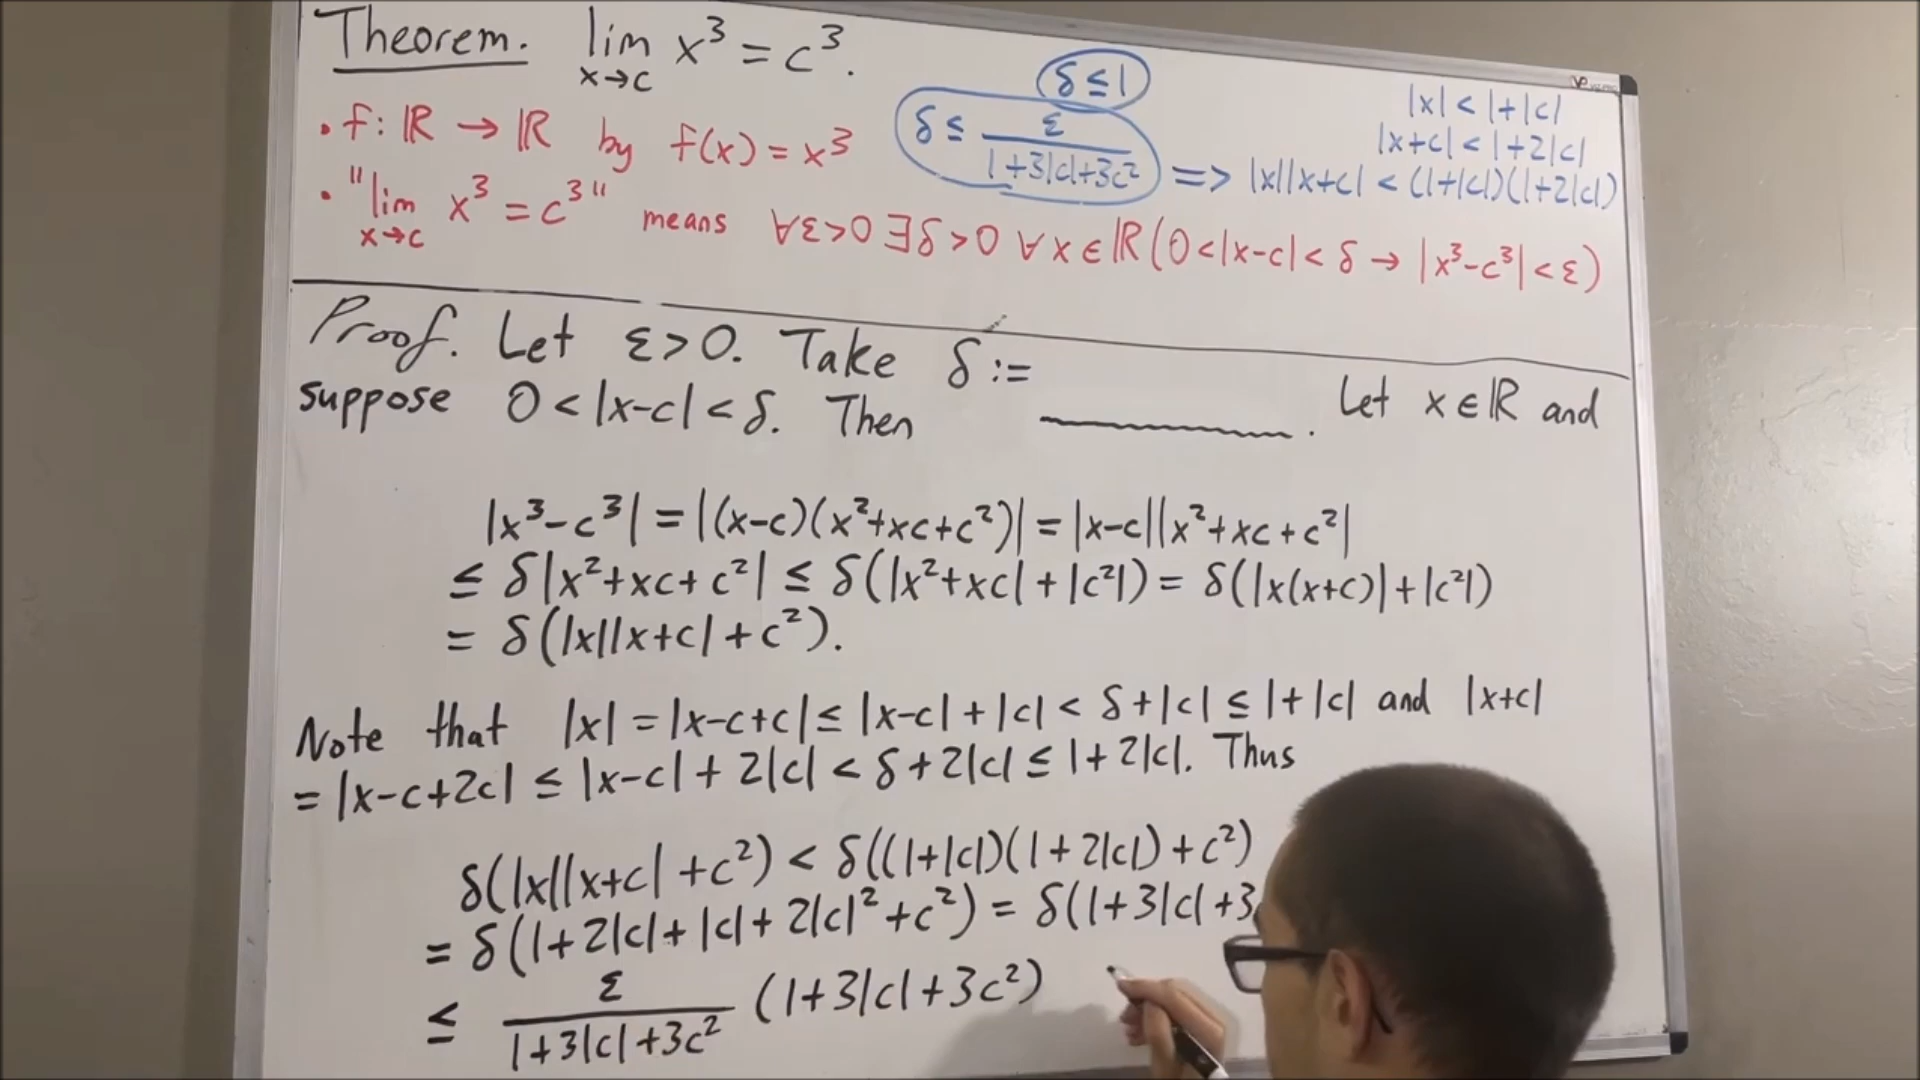 Theorem. lim x→c x³ = c³.
• f: ℝ → ℝ by f(x) = x³
• "lim x→c x³ = c³" means ∀ε>0 ∃δ>0 ∀x∈ℝ(0<|x-c|<δ → |x³-c³|<ε)
δ ≤ 1
δ ≤ ε/(1+3|c|+3c²) => |x||x+c| < (1+|c|)(1+2|c|)
|x| < 1+|c|
|x+c| < 1+2|c|
Proof. Let ε>0. Take δ := ________. Let x∈ℝ and
suppose 0<|x-c|<δ. Then
|x³-c³| = |(x-c)(x²+xc+c²)| = |x-c||x²+xc+c²|
≤ δ|x²+xc+c²| ≤ δ(|x²+xc|+|c²|) = δ(|x(x+c)|+|c²|)
= δ(|x||x+c|+c²).
Note that |x| = |x-c+c| ≤ |x-c|+|c| < δ+|c| ≤ 1+|c| and |x+c|
= |x-c+2c| ≤ |x-c|+2|c| < δ+2|c| ≤ 1+2|c|. Thus
δ(|x||x+c|+c²) < δ((1+|c|)(1+2|c|)+c²)
= δ(1+2|c|+|c|+2|c|²+c²) = δ(1+3|c|+3
≤ ε/(1+3|c|+3c²) (1+3|c|+3c²)